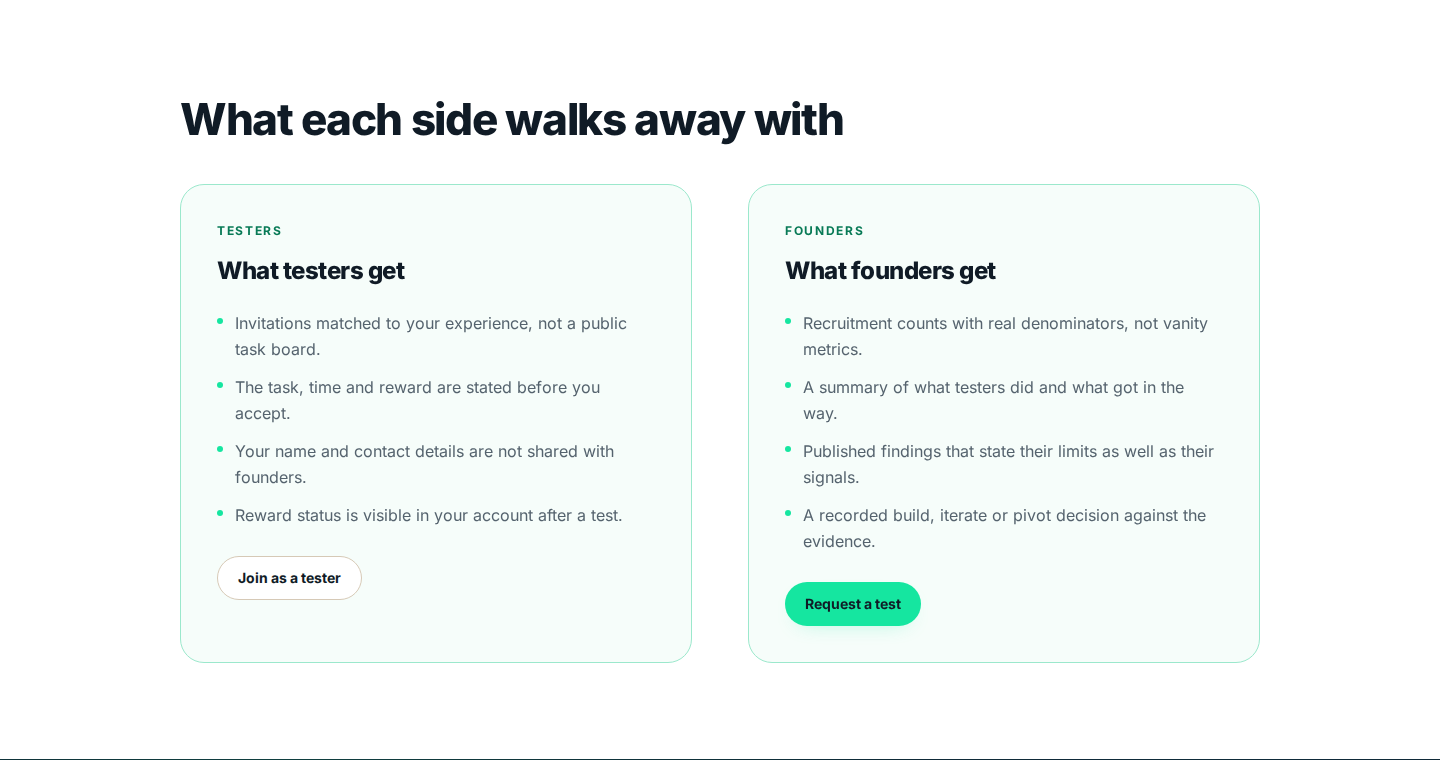 What each side walks away with
TESTERS
What testers get
Invitations matched to your experience, not a public
task board.
The task, time and reward are stated before you
accept.
Your name and contact details are not shared with
founders.
Reward status is visible in your account after a test.
Join as a tester
FOUNDERS
What founders get
Recruitment counts with real denominators, not vanity
metrics.
A summary of what testers did and what got in the
way.
Published findings that state their limits as well as their
signals.
A recorded build, iterate or pivot decision against the
evidence.
Request a test